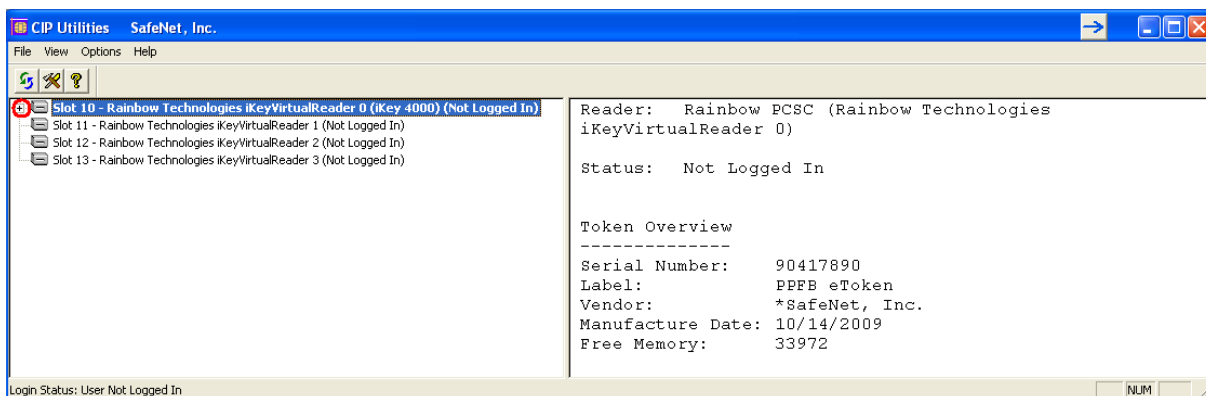 CIP Utilities SafeNet, Inc.
File View Options Help
Slot 10 - Rainbow Technologies iKeyVirtualReader 0 (iKey 4000) (Not Logged In)
Slot 11 - Rainbow Technologies iKeyVirtualReader 1 (Not Logged In)
Slot 12 - Rainbow Technologies iKeyVirtualReader 2 (Not Logged In)
Slot 13 - Rainbow Technologies iKeyVirtualReader 3 (Not Logged In)
Reader: Rainbow PCSC (Rainbow Technologies
iKeyVirtualReader 0)
Status: Not Logged In
Token Overview
--------------
Serial Number: 90417890
Label: PPFB eToken
Vendor: *SafeNet, Inc.
Manufacture Date: 10/14/2009
Free Memory: 33972
Login Status: User Not Logged In
NUM